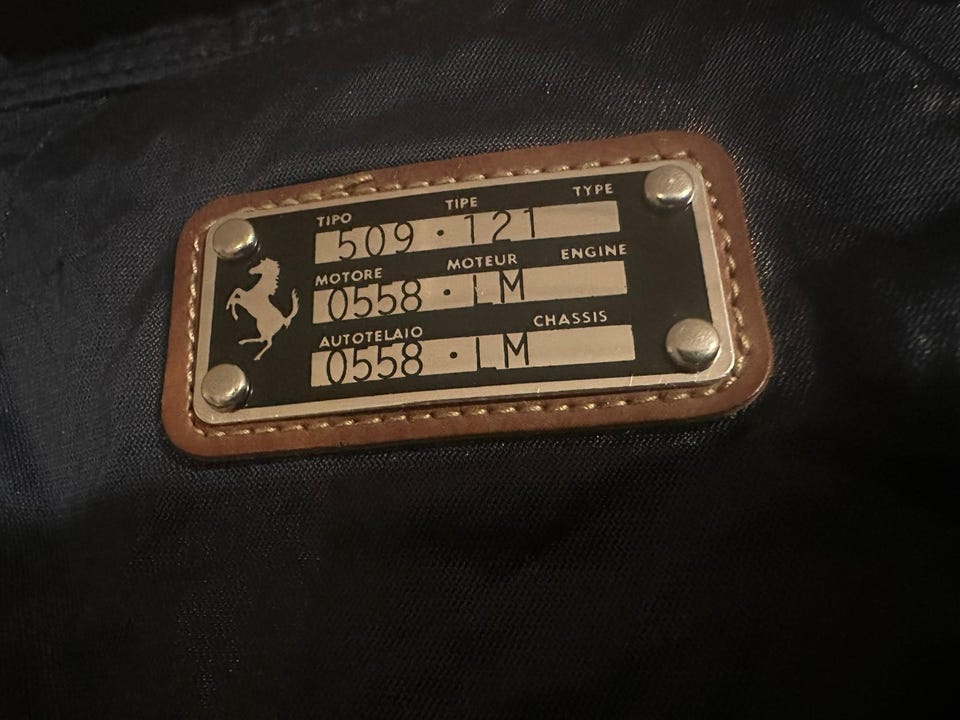 TIPO TIPE TYPE
509 · 121
MOTORE MOTEUR ENGINE
0558 · LM
AUTOTELAIO CHASSIS
0558 · LM